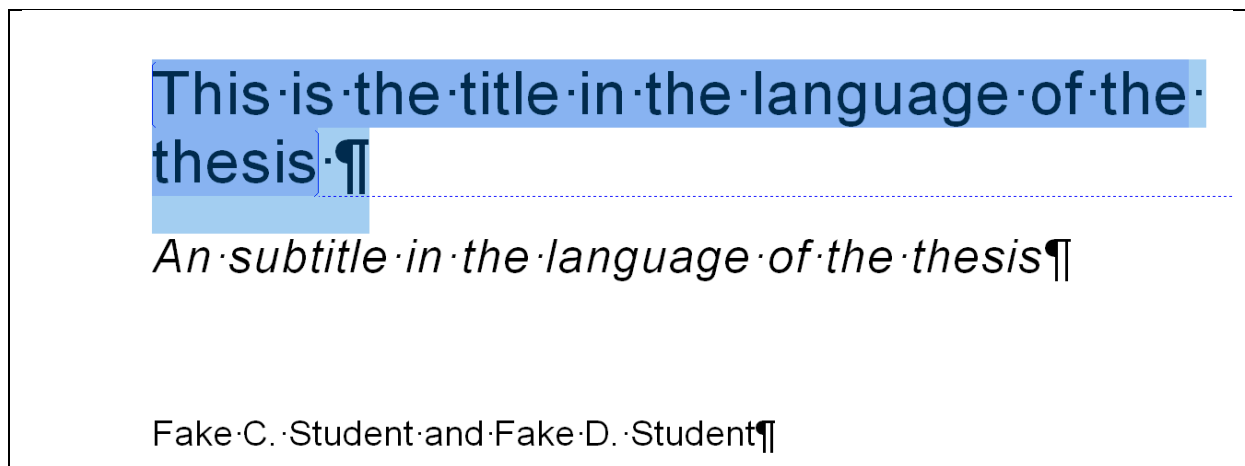 This·is·the·title·in·the·language·of·the·
thesis·¶
An·subtitle·in·the·language·of·the·thesis¶
Fake·C.·Student·and·Fake·D.·Student¶